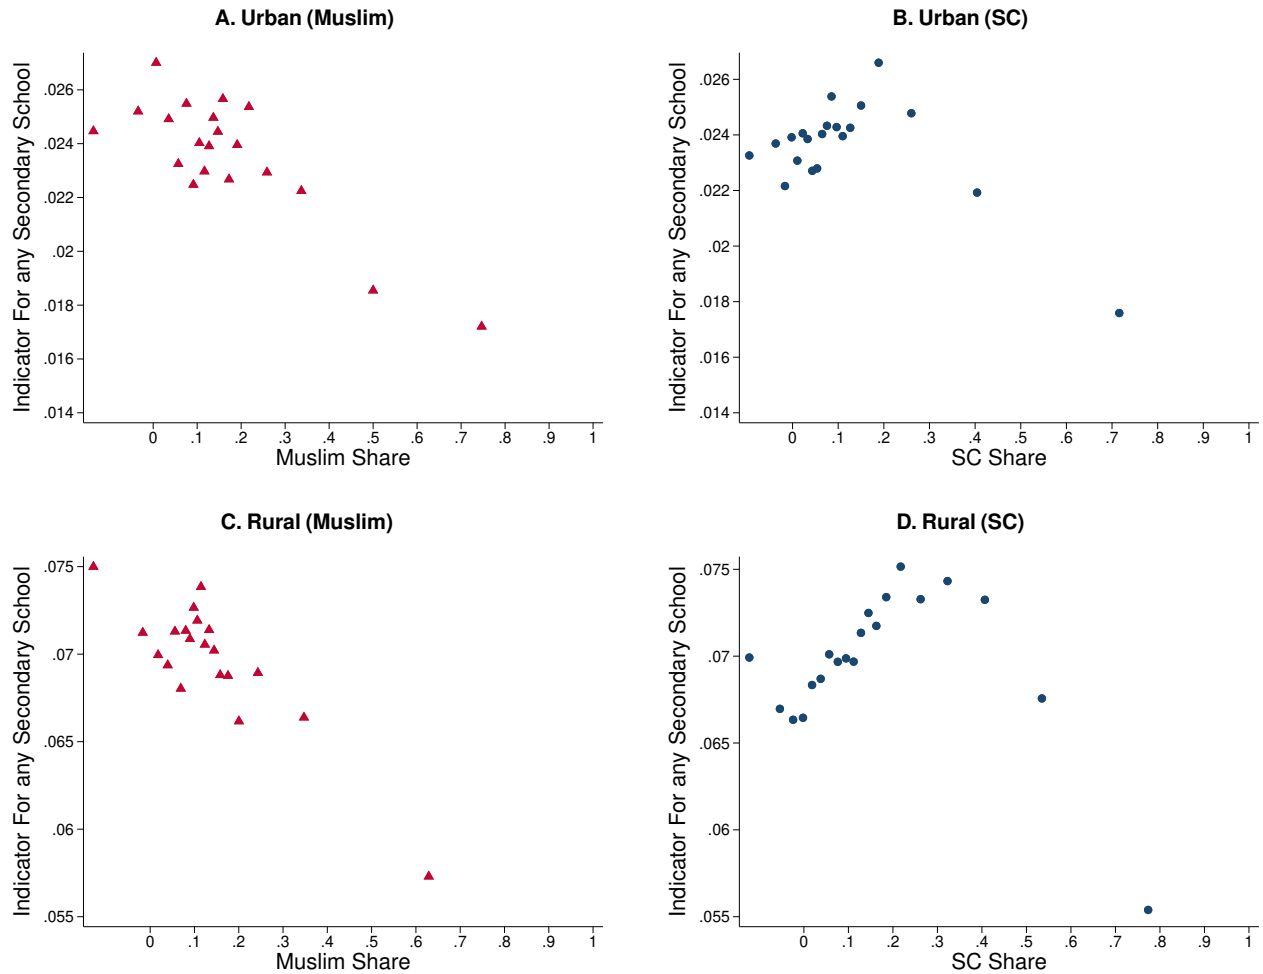 A. Urban (Muslim)
Indicator For any Secondary School
.026
.024
.022
.02
.018
.016
.014
0 .1 .2 .3 .4 .5 .6 .7 .8 .9 1
Muslim Share
B. Urban (SC)
Indicator For any Secondary School
.026
.024
.022
.02
.018
.016
.014
0 .1 .2 .3 .4 .5 .6 .7 .8 .9 1
SC Share
C. Rural (Muslim)
Indicator For any Secondary School
.075
.07
.065
.06
.055
0 .1 .2 .3 .4 .5 .6 .7 .8 .9 1
Muslim Share
D. Rural (SC)
Indicator For any Secondary School
.075
.07
.065
.06
.055
0 .1 .2 .3 .4 .5 .6 .7 .8 .9 1
SC Share